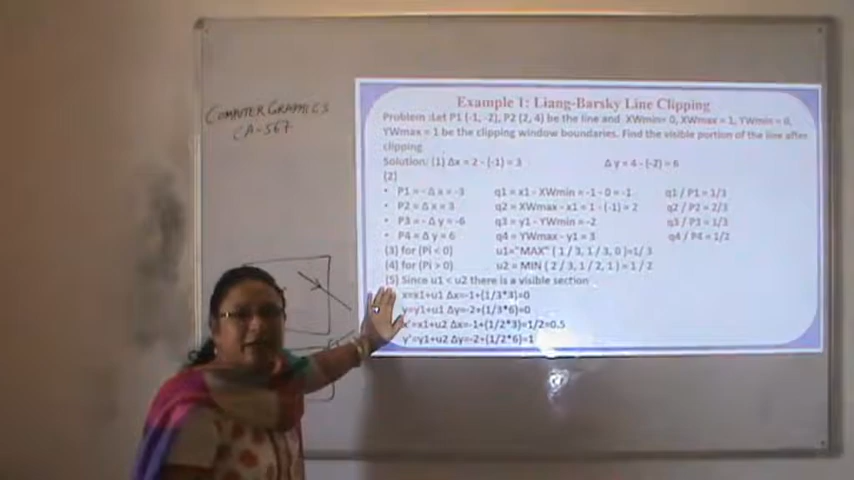 COMPUTER GRAPHICS
CA-567
Example 1: Liang-Barsky Line Clipping
Problem :Let P1 (-1, -2), P2 (2, 4) be the line and XWmin= 0, XWmax = 1, YWmin = 0,
YWmax = 1 be the clipping window boundaries. Find the visible portion of the line after
clipping.
Solution: (1) Δx = 2 - (-1) = 3 Δ y = 4 - (-2) = 6
(2)
• P1 = - Δ x = -3 q1 = x1 - XWmin = -1 - 0 = -1 q1 / P1 = 1/3
• P2 = Δ x = 3 q2 = XWmax - x1 = 1 - (-1) = 2 q2 / P2 = 2/3
• P3 = - Δ y = -6 q3 = y1 - YWmin = -2 q3 / P3 = 1/3
• P4 = Δ y = 6 q4 = YWmax - y1 = 3 q4 / P4 = 1/2
(3) for (Pi < 0) u1="MAX" ( 1 / 3, 1 / 3, 0 )=1/ 3
(4) for (Pi > 0) u2 = MIN ( 2 / 3, 1 / 2, 1 ) = 1 / 2
(5) Since u1 < u2 there is a visible section
x=x1+u1 Δx=-1+(1/3*3)=0
y=y1+u1 Δy=-2+(1/3*6)=0
x'=x1+u2 Δx=-1+(1/2*3)=1/2=0.5
y'=y1+u2 Δy=-2+(1/2*6)=1